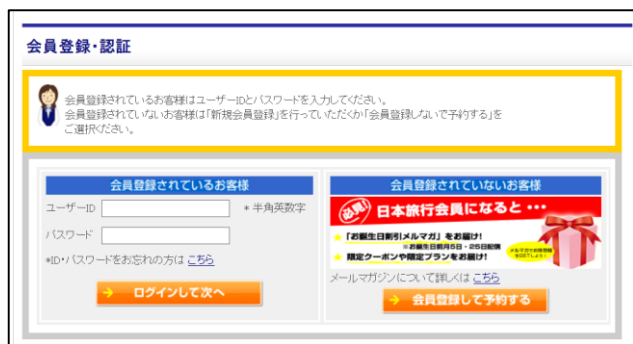 会員登録・認証
会員登録されているお客様はユーザーIDとパスワードを入力してください。
会員登録されていないお客様は「新規会員登録」を行っていただくか「会員登録しないで予約する」を
ご選択ください。
会員登録されているお客様
ユーザーID
*半角英数字
パスワード
*ID・パスワードをお忘れの方は こちら
ログインして次へ
会員登録されていないお客様
必見 日本旅行会員になると・・・
「お誕生日割引メルマガ」をお届け!
※お誕生日前月5日・25日配信
限定クーポンや限定プランをお届け!
メールマガジンについて詳しくは こちら
会員登録して予約する